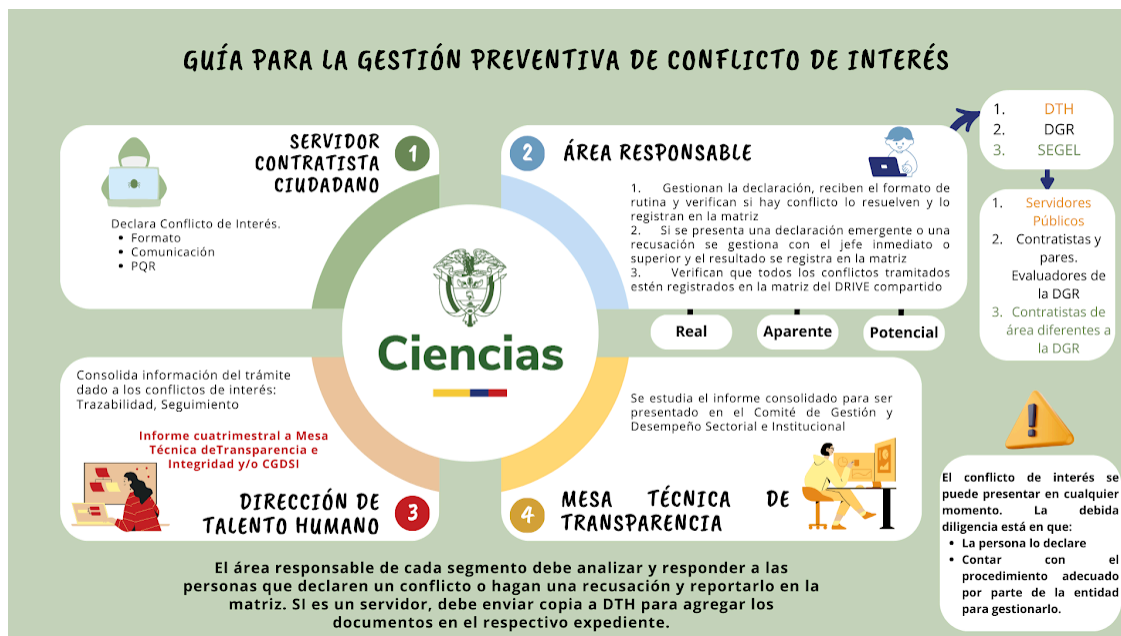 GUÍA PARA LA GESTIÓN PREVENTIVA DE CONFLICTO DE INTERÉS
SERVIDOR
CONTRATISTA
CIUDADANO
1
Declara Conflicto de Interés.
• Formato
• Comunicación
• PQR
2
ÁREA RESPONSABLE
1. Gestionan la declaración, reciben el formato de
rutina y verifican si hay conflicto lo resuelven y lo
registran en la matriz
2. Si se presenta una declaración emergente o una
recusación se gestiona con el jefe inmediato o
superior y el resultado se registra en la matriz
3. Verifican que todos los conflictos tramitados
estén registrados en la matriz del DRIVE compartido
Real
Aparente
Potencial
1. DTH
2. DGR
3. SEGEL
1. Servidores
Públicos
2. Contratistas y
pares.
Evaluadores de
la DGR
3. Contratistas de
área diferentes a
la DGR
Ciencias
Consolida información del trámite
dado a los conflictos de interés:
Trazabilidad, Seguimiento
Informe cuatrimestral a Mesa
Técnica deTransparencia e
Integridad y/o CGDSI
DIRECCIÓN DE
TALENTO HUMANO
3
Se estudia el informe consolidado para ser
presentado en el Comité de Gestión y
Desempeño Sectorial e Institucional
4
MESA TÉCNICA DE
TRANSPARENCIA
!
El conflicto de interés se
puede presentar en cualquier
momento. La debida
diligencia está en que:
• La persona lo declare
• Contar con el
procedimiento adecuado
por parte de la entidad
para gestionarlo.
El área responsable de cada segmento debe analizar y responder a las
personas que declaren un conflicto o hagan una recusación y reportarlo en la
matriz. SI es un servidor, debe enviar copia a DTH para agregar los
documentos en el respectivo expediente.